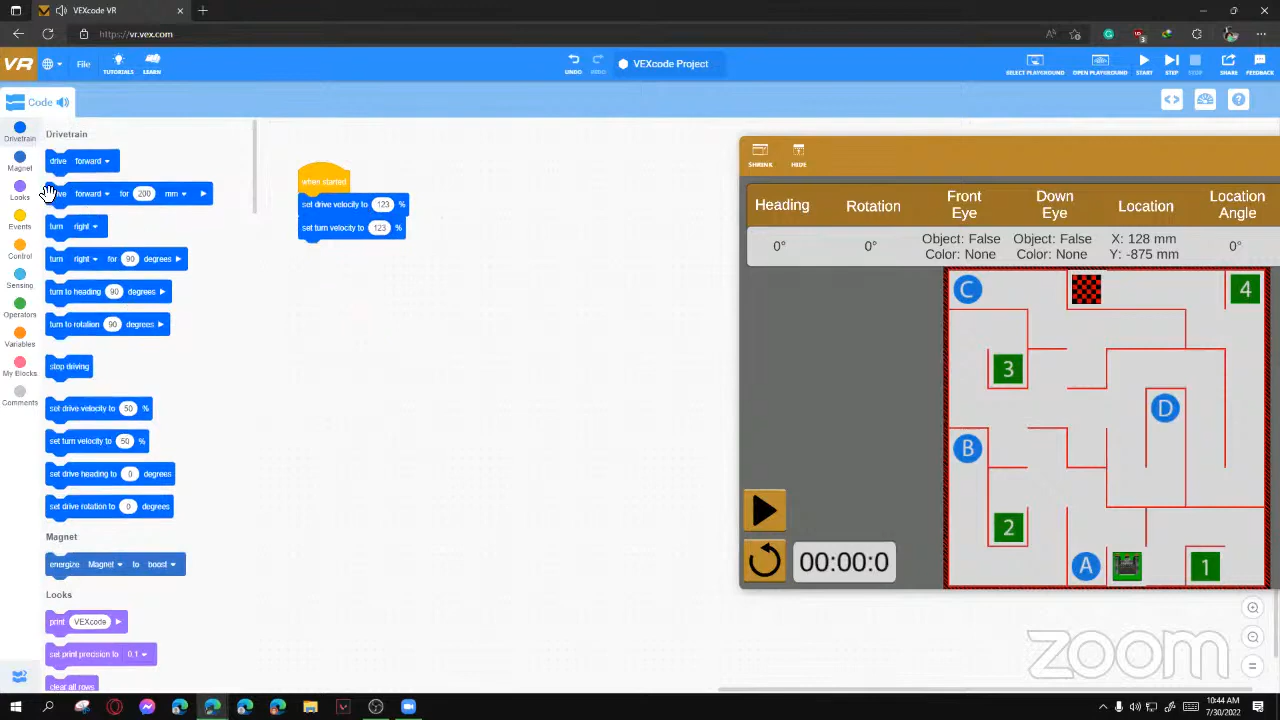 VEXcode VR
https://vr.vex.com
VR
File
TUTORIALS
LEARN
UNDO
REDO
VEXcode Project
SELECT PLAYGROUND
OPEN PLAYGROUND
START
STEP
STOP
SHARE
FEEDBACK
Code
Drivetrain
Magnet
Looks
Events
Control
Sensing
Operators
Variables
My Blocks
Comments
Drivetrain
drive forward
forward for 200 mm
turn right
turn right for 90 degrees
turn to heading 90 degrees
turn to rotation 90 degrees
stop driving
set drive velocity to 50 %
set turn velocity to 50 %
set drive heading to 0 degrees
set drive rotation to 0 degrees
Magnet
energize Magnet to boost
Looks
print VEXcode
set print precision to 0.1
clear all rows
when started
set drive velocity to 123 %
set turn velocity to 123 %
SHRINK
HIDE
Heading
Rotation
Front Eye
Down Eye
Location
Location Angle
0°
0°
Object: False
Color: None
Object: False
Color: None
X: 128 mm
Y: -875 mm
0°
C
4
3
D
B
2
A
1
00:00:0
zoom
10:44 AM
7/30/2022